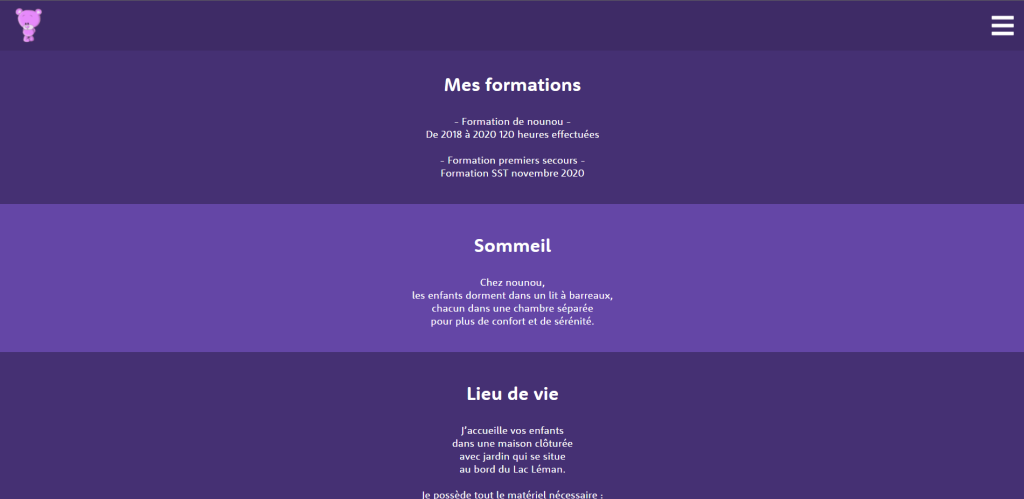 Mes formations
- Formation de nounou -
De 2018 à 2020 120 heures effectuées
- Formation premiers secours -
Formation SST novembre 2020
Sommeil
Chez nounou,
les enfants dorment dans un lit à barreaux,
chacun dans une chambre séparée
pour plus de confort et de sérénité.
Lieu de vie
J'accueille vos enfants
dans une maison clôturée
avec jardin qui se situe
au bord du Lac Léman.
Je possède tout le matériel nécessaire :